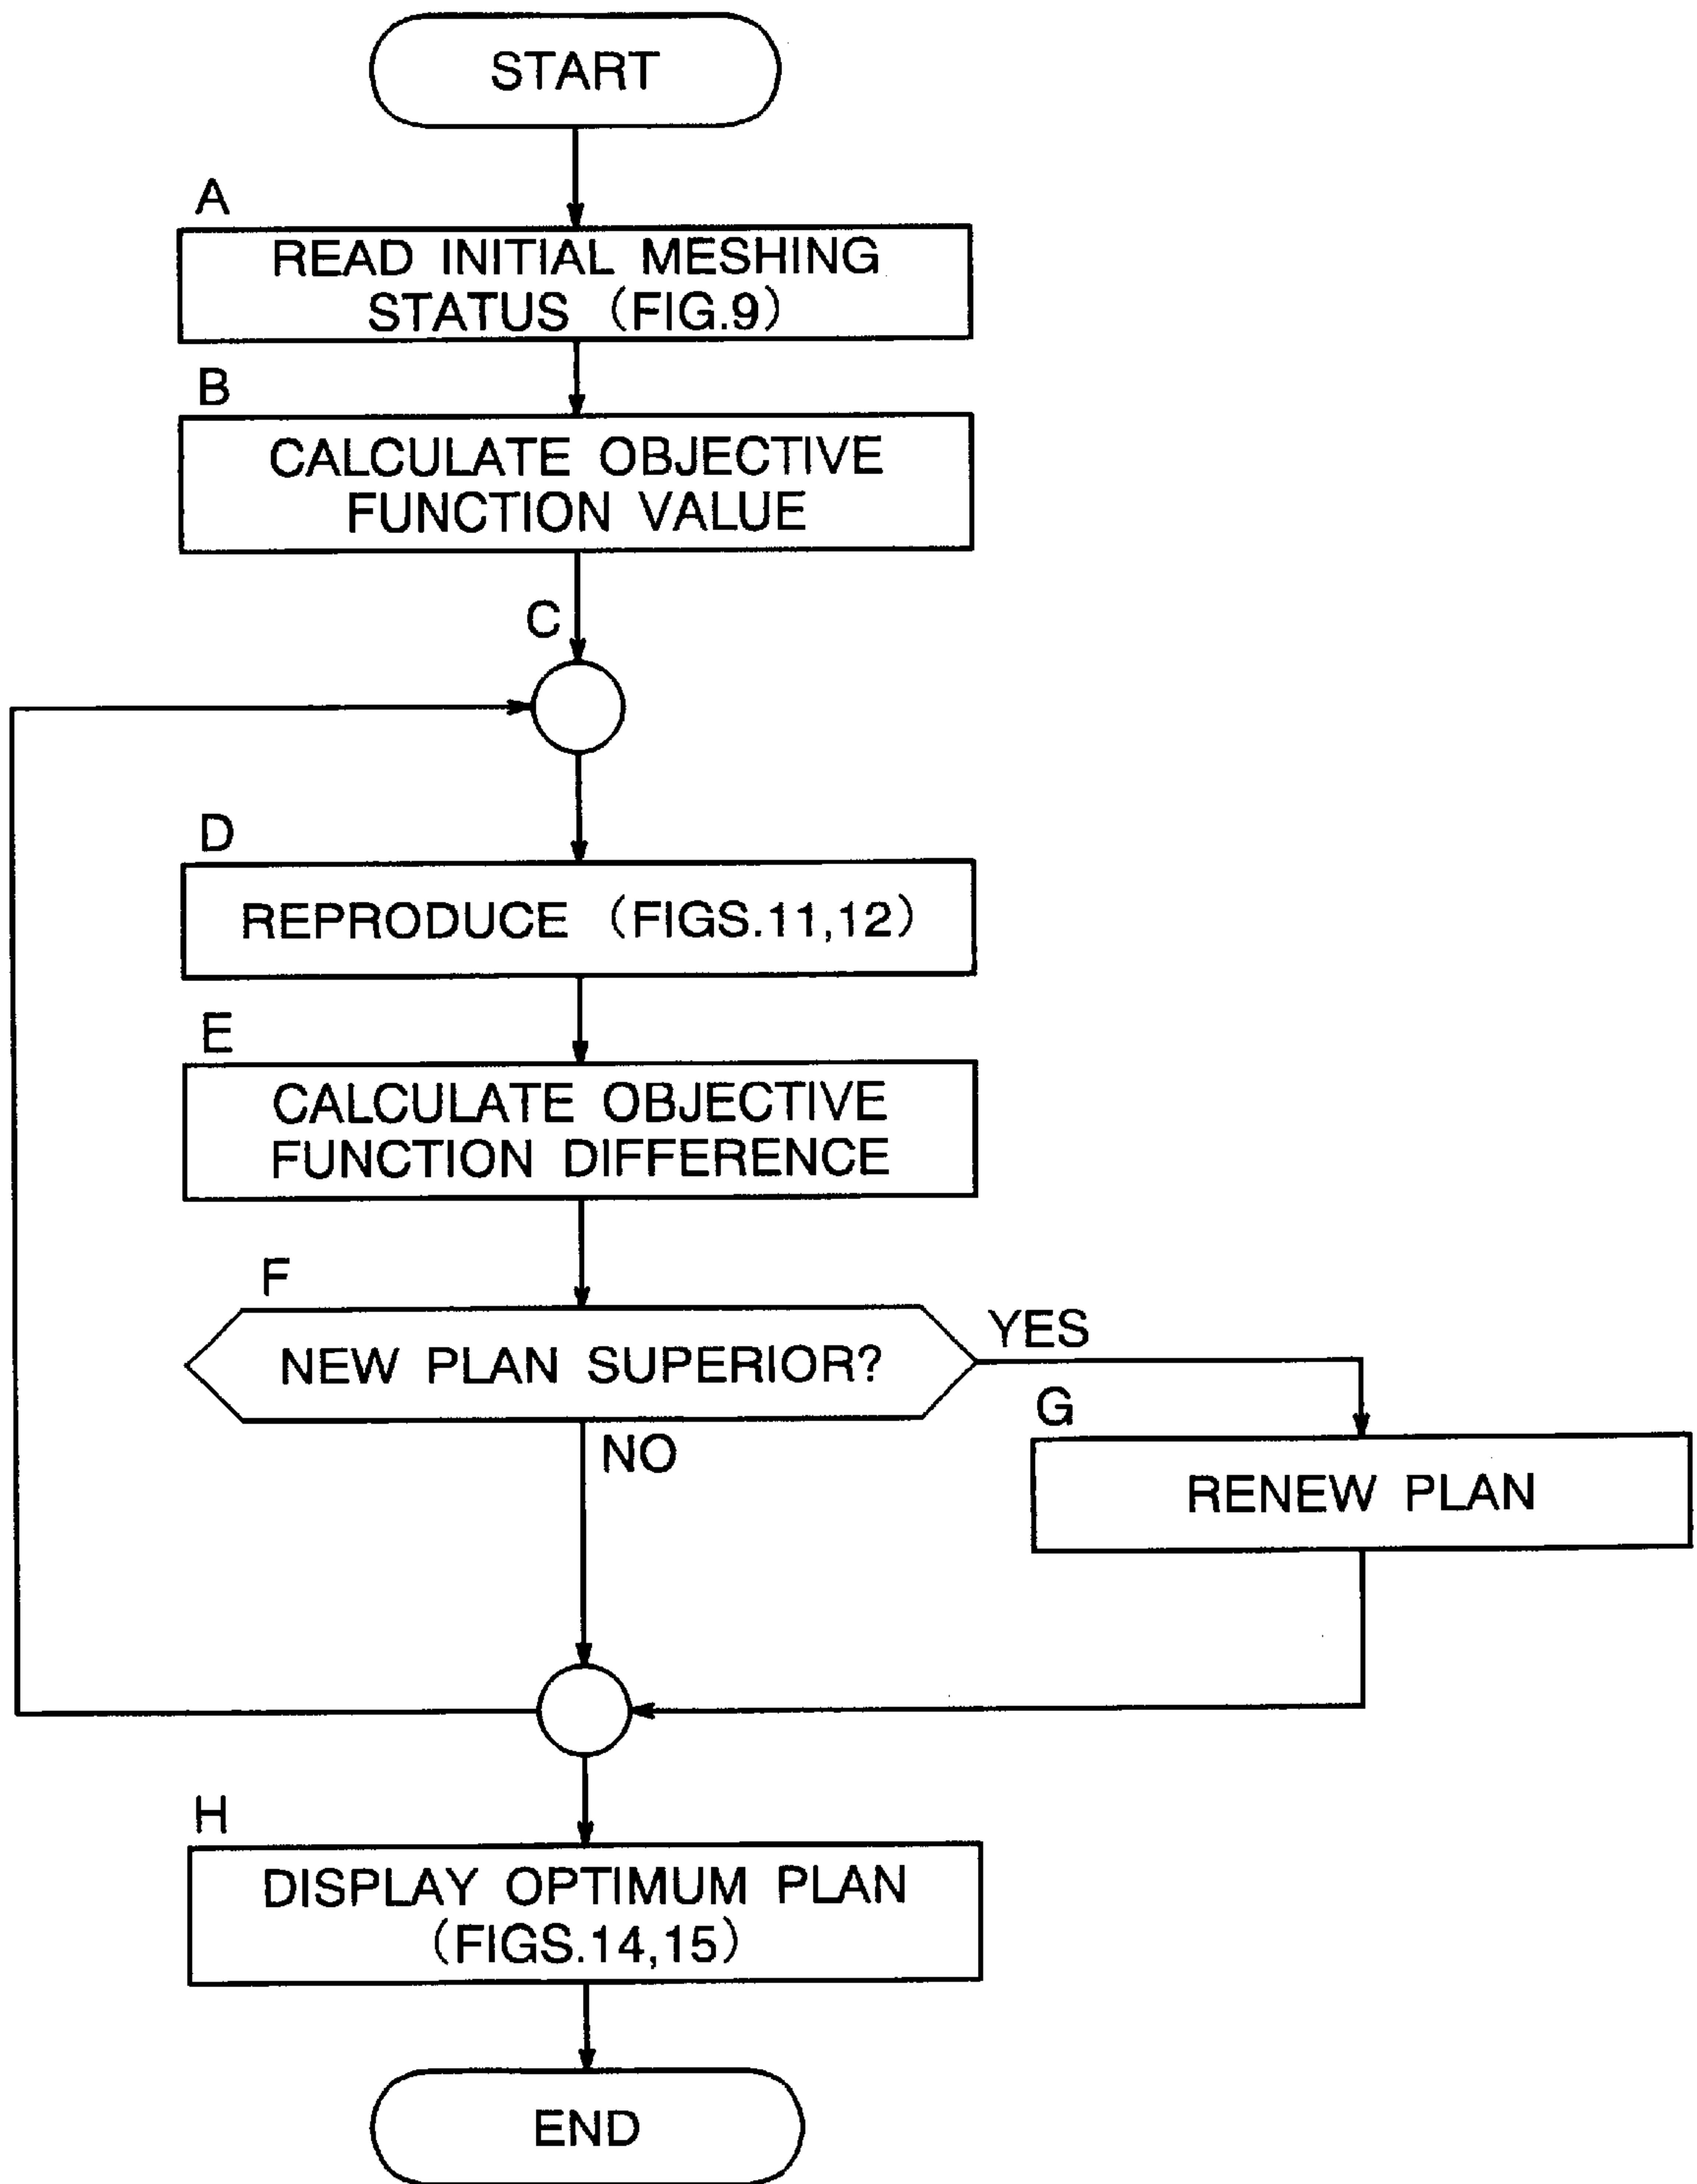 START
A
READ INITIAL MESHING
STATUS (FIG.9)
B
CALCULATE OBJECTIVE
FUNCTION VALUE
C
D
REPRODUCE (FIGS.11,12)
E
CALCULATE OBJECTIVE
FUNCTION DIFFERENCE
F
NEW PLAN SUPERIOR?
YES
NO
G
RENEW PLAN
H
DISPLAY OPTIMUM PLAN
(FIGS.14,15)
END